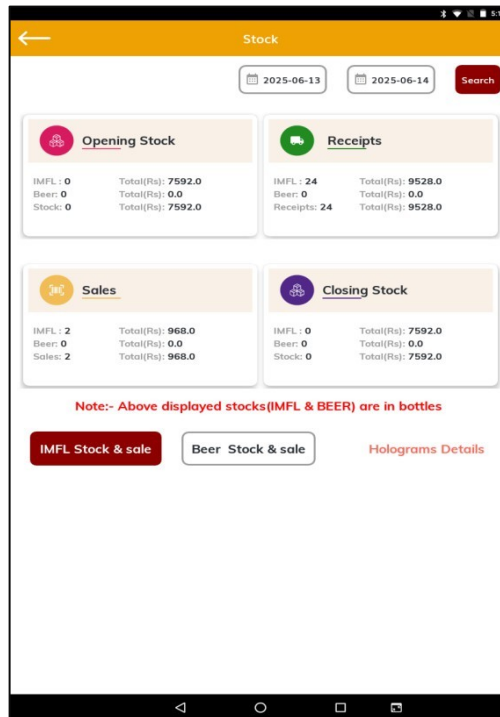 5:1
Stock
2025-06-13 2025-06-14 Search
Opening Stock
IMFL : 0 Total(Rs): 7592.0
Beer: 0 Total(Rs): 0.0
Stock: 0 Total(Rs): 7592.0
Receipts
IMFL : 24 Total(Rs): 9528.0
Beer: 0 Total(Rs): 0.0
Receipts: 24 Total(Rs): 9528.0
Sales
IMFL : 2 Total(Rs): 968.0
Beer: 0 Total(Rs): 0.0
Sales: 2 Total(Rs): 968.0
Closing Stock
IMFL : 0 Total(Rs): 7592.0
Beer: 0 Total(Rs): 0.0
Stock: 0 Total(Rs): 7592.0
Note:- Above displayed stocks(IMFL & BEER) are in bottles
IMFL Stock & sale Beer Stock & sale Holograms Details